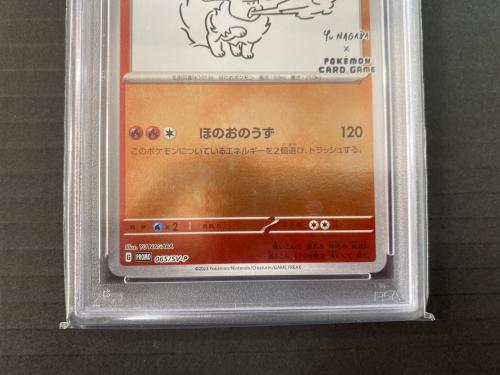 YU NAGABA
×
POKÉMON
CARD GAME
ほのおのうず 120
このポケモンについているエネルギーを2個選び、トラッシュする。
×2
Illus. YU NAGABA
G PROMO 065/SV-P
©2023 Pokémon/Nintendo/Creatures/GAME FREAK
PSA